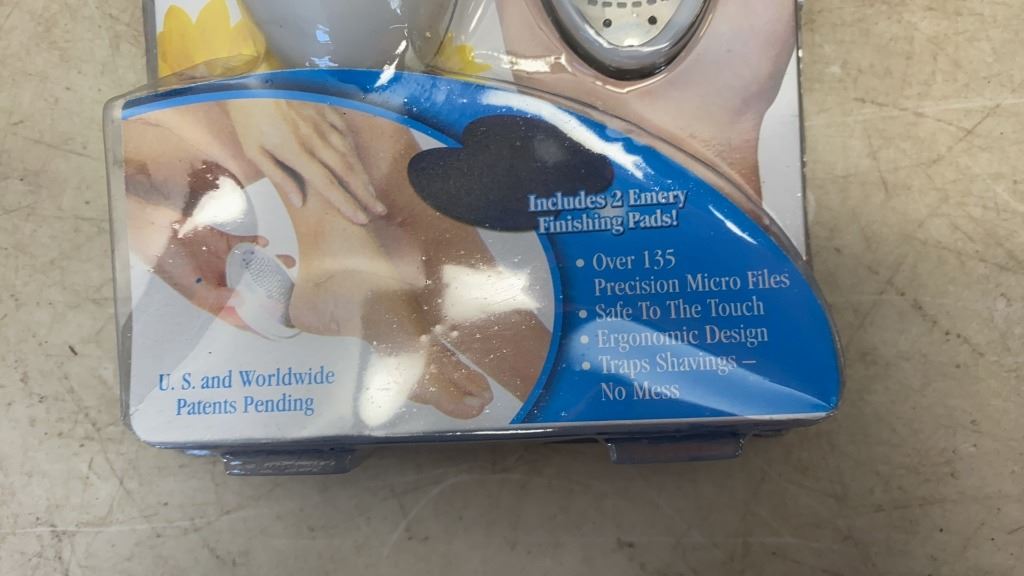 Includes 2 Emery
Finishing Pads!
• Over 135
Precision Micro Files
• Safe To The Touch
• Ergonomic Design
• Traps Shavings –
No Mess
U. S. and Worldwide
Patents Pending